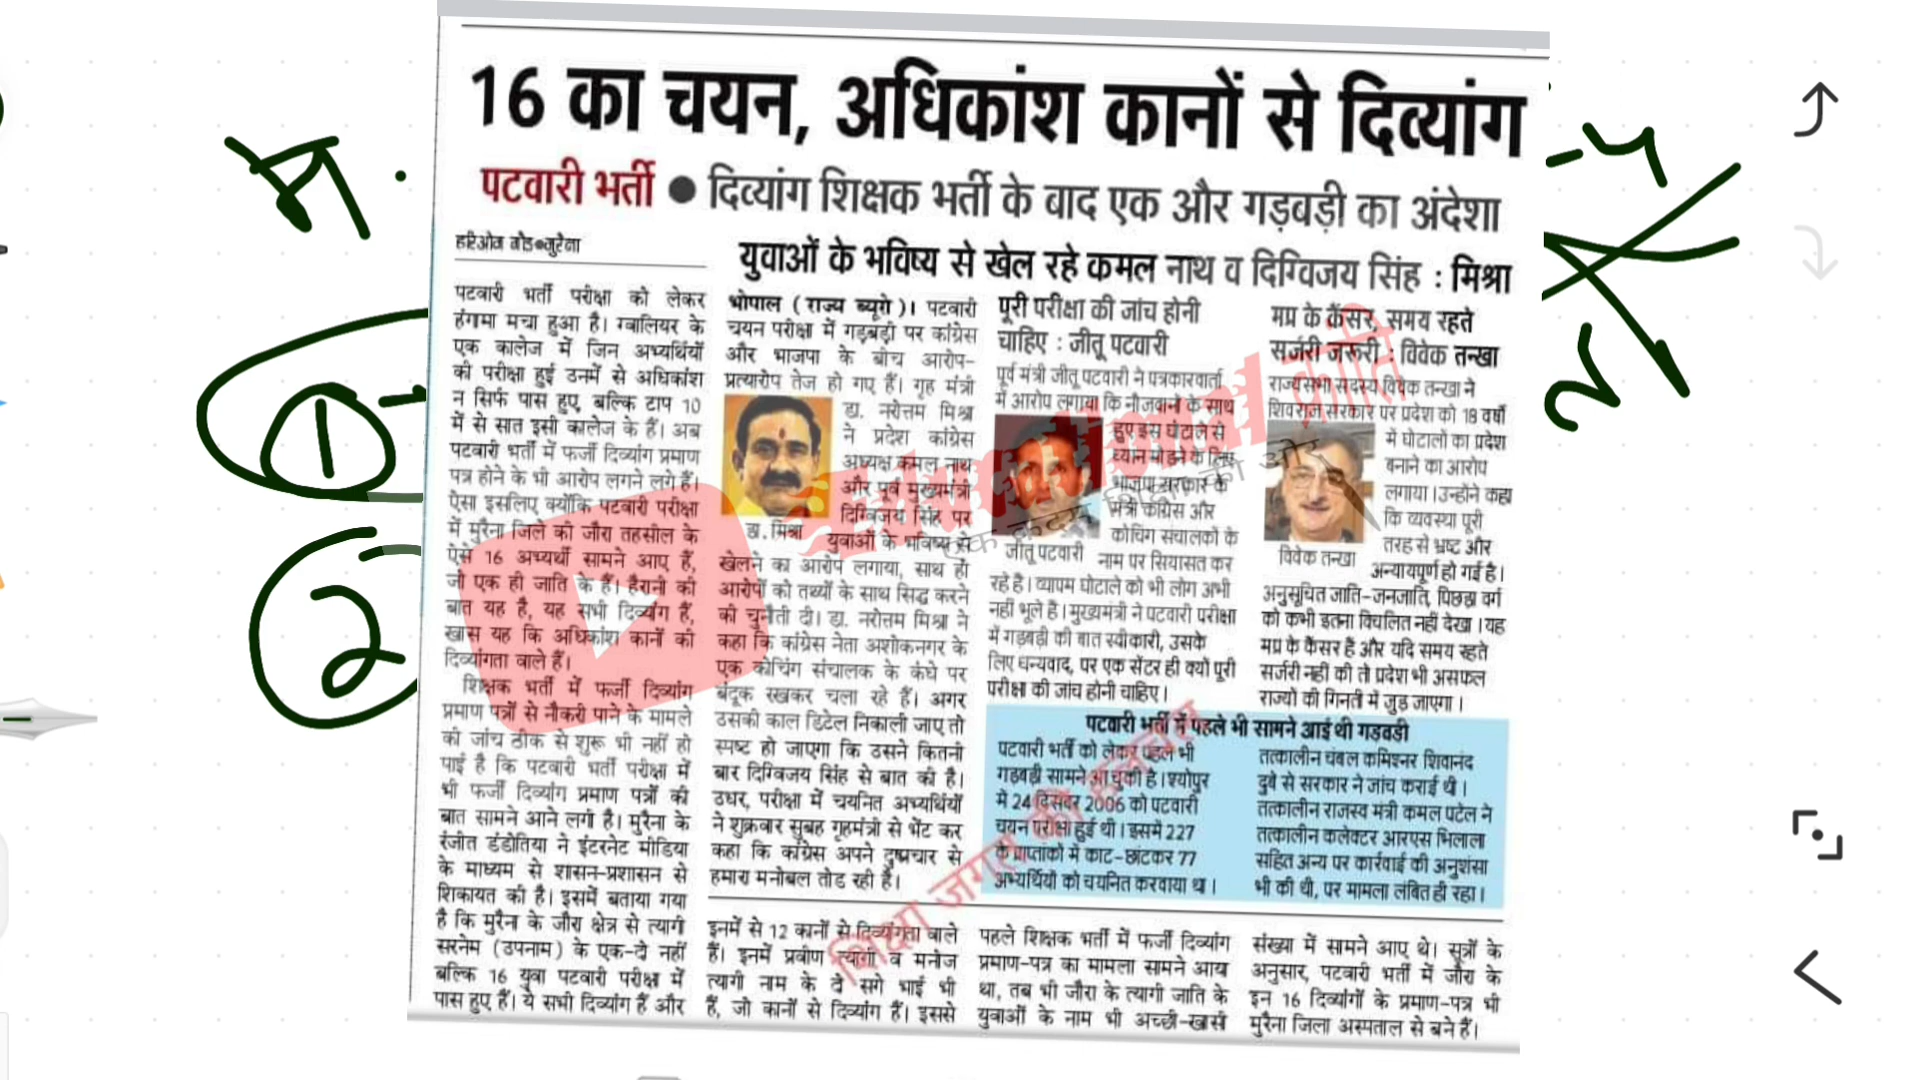 16 का चयन, अधिकांश कानों से दिव्यांग
पटवारी भर्ती ● दिव्यांग शिक्षक भर्ती के बाद एक और गड़बड़ी का अंदेशा
हरिओम गौड़●मुरैना
पटवारी भर्ती परीक्षा को लेकर
हंगामा मचा हुआ है। ग्वालियर के
एक कालेज में जिन अभ्यर्थियों
की परीक्षा हुई उनमें से अधिकांश
न सिर्फ पास हुए, बल्कि टाप 10
में से सात इसी कालेज के हैं। अब
पटवारी भर्ती में फर्जी दिव्यांग प्रमाण
पत्र होने के भी आरोप लगने लगे हैं।
ऐसा इसलिए क्योंकि पटवारी परीक्षा
में मुरैना जिले की जौरा तहसील के
ऐसे 16 अभ्यर्थी सामने आए हैं,
जो एक ही जाति के हैं। हैरानी की
बात यह है, यह सभी दिव्यांग हैं,
खास यह कि अधिकांश कानों की
दिव्यांगता वाले हैं।
शिक्षक भर्ती में फर्जी दिव्यांग
प्रमाण पत्रों से नौकरी पाने के मामले
की जांच ठीक से शुरू भी नहीं हो
पाई है कि पटवारी भर्ती परीक्षा में
भी फर्जी दिव्यांग प्रमाण पत्रों की
बात सामने आने लगी है। मुरैना के
रंजीत डंडोतिया ने इंटरनेट मीडिया
के माध्यम से शासन-प्रशासन से
शिकायत की है। इसमें बताया गया
है कि मुरैना के जौरा क्षेत्र से त्यागी
सरनेम (उपनाम) के एक-दो नहीं
बल्कि 16 युवा पटवारी परीक्षा में
पास हुए हैं। ये सभी दिव्यांग हैं और
युवाओं के भविष्य से खेल रहे कमल नाथ व दिग्विजय सिंह : मिश्रा
भोपाल (राज्य ब्यूरो)। पटवारी
चयन परीक्षा में गड़बड़ी पर कांग्रेस
और भाजपा के बीच आरोप-
प्रत्यारोप तेज हो गए हैं। गृह मंत्री
डा. नरोत्तम मिश्रा
ने प्रदेश कांग्रेस
अध्यक्ष कमल नाथ
और पूर्व मुख्यमंत्री
दिग्विजय सिंह पर
डा. मिश्रा
युवाओं के भविष्य से
खेलने का आरोप लगाया, साथ ही
आरोपों को तथ्यों के साथ सिद्ध करने
की चुनौती दी। डा. नरोत्तम मिश्रा ने
कहा कि कांग्रेस नेता अशोकनगर के
एक कोचिंग संचालक के कंधे पर
बंदूक रखकर चला रहे हैं। अगर
उसकी काल डिटेल निकाली जाए तो
स्पष्ट हो जाएगा कि उसने कितनी
बार दिग्विजय सिंह से बात की है।
उधर, परीक्षा में चयनित अभ्यर्थियों
ने शुक्रवार सुबह गृहमंत्री से भेंट कर
कहा कि कांग्रेस अपने दुष्प्रचार से
हमारा मनोबल तोड़ रही है।
पूरी परीक्षा की जांच होनी
चाहिए : जीतू पटवारी
पूर्व मंत्री जीतू पटवारी ने पत्रकारवार्ता
में आरोप लगाया कि नौजवानों के साथ
हुए इस घोटाले से
ध्यान मोड़ने के लिए
भाजपा सरकार के
मंत्री कांग्रेस और
कोचिंग संचालकों के
जीतू पटवारी
नाम पर सियासत कर
रहे हैं। व्यापम घोटाले को भी लोग अभी
नहीं भूले हैं। मुख्यमंत्री ने पटवारी परीक्षा
में गड़बड़ी की बात स्वीकारी, उसके
लिए धन्यवाद, पर एक सेंटर ही क्यों पूरी
परीक्षा की जांच होनी चाहिए।
मप्र के कैंसर, समय रहते
सर्जरी जरूरी : विवेक तन्खा
राज्यसभा सदस्य विवेक तन्खा ने
शिवराज सरकार पर प्रदेश को 18 वर्षों
में घोटालों का प्रदेश
बनाने का आरोप
लगाया। उन्होंने कहा
कि व्यवस्था पूरी
तरह से भ्रष्ट और
विवेक तन्खा
अन्यायपूर्ण हो गई है।
अनुसूचित जाति-जनजाति, पिछड़ा वर्ग
को कभी इतना विचलित नहीं देखा। यह
मप्र के कैंसर हैं और यदि समय रहते
सर्जरी नहीं की तो प्रदेश भी असफल
राज्यों की गिनती में जुड़ जाएगा।
पटवारी भर्ती में पहले भी सामने आई थी गड़बड़ी
पटवारी भर्ती को लेकर पहले भी
गड़बड़ी सामने आ चुकी है। श्योपुर
में 24 दिसंबर 2006 को पटवारी
चयन परीक्षा हुई थी। इसमें 227
के प्राप्तांकों में काट-छांटकर 77
अभ्यर्थियों को चयनित करवाया था।
तत्कालीन चंबल कमिश्नर शिवानंद
दुबे से सरकार ने जांच कराई थी।
तत्कालीन राजस्व मंत्री कमल पटेल ने
तत्कालीन कलेक्टर आरएस भिलाला
सहित अन्य पर कार्रवाई की अनुशंसा
भी की थी, पर मामला लंबित ही रहा।
इनमें से 12 कानों से दिव्यांगता वाले
हैं। इनमें प्रवीण त्यागी व मनोज
त्यागी नाम के दो सगे भाई भी
हैं, जो कानों से दिव्यांग हैं। इससे
पहले शिक्षक भर्ती में फर्जी दिव्यांग
प्रमाण-पत्र का मामला सामने आया
था, तब भी जौरा के त्यागी जाति के
युवाओं के नाम भी अच्छी-खासी
संख्या में सामने आए थे। सूत्रों के
अनुसार, पटवारी भर्ती में जौरा के
इन 16 दिव्यांगों के प्रमाण-पत्र भी
मुरैना जिला अस्पताल से बने हैं।
एजुकेशनल क्रांति
एक कदम शिक्षा की ओर
शिक्षा जगत की हलचल
1
2